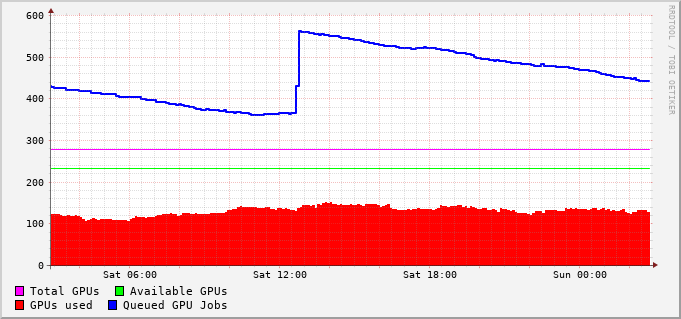 600
500
400
300
200
100
0
Sat 06:00 Sat 12:00 Sat 18:00 Sun 00:00
Total GPUs Available GPUs
GPUs used Queued GPU Jobs
RRDTOOL / TOBI OETIKER